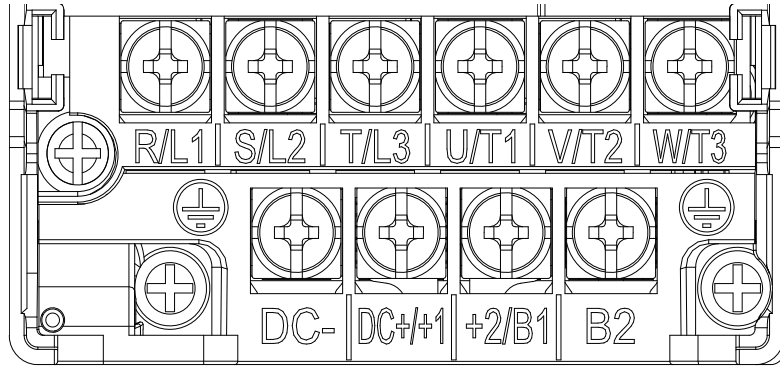 R/L1 S/L2 T/L3 U/T1 V/T2 W/T3
DC- DC+/+1 +2/B1 B2